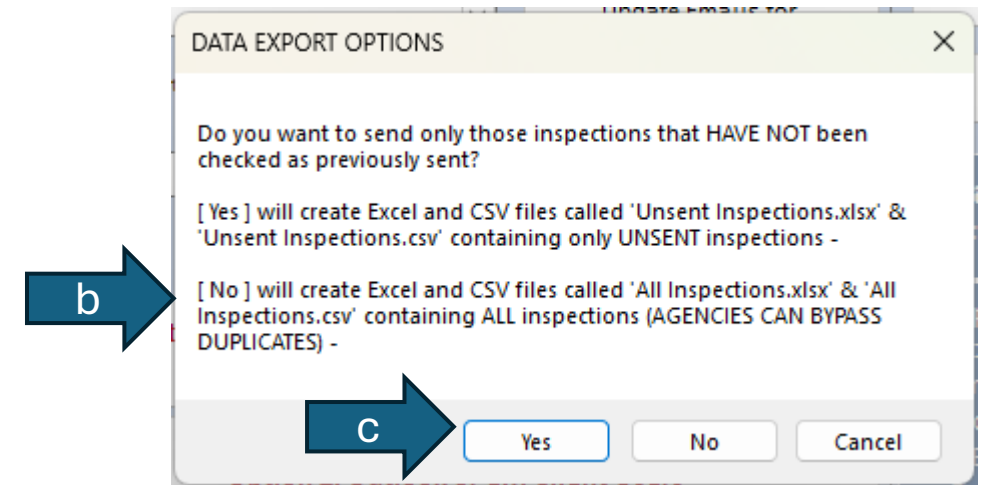 Update Emails for
DATA EXPORT OPTIONS
Do you want to send only those inspections that HAVE NOT been
checked as previously sent?
[ Yes ] will create Excel and CSV files called 'Unsent Inspections.xlsx' &
'Unsent Inspections.csv' containing only UNSENT inspections -
b
[ No ] will create Excel and CSV files called 'All Inspections.xlsx' & 'All
Inspections.csv' containing ALL inspections (AGENCIES CAN BYPASS
DUPLICATES) -
c
Yes No Cancel